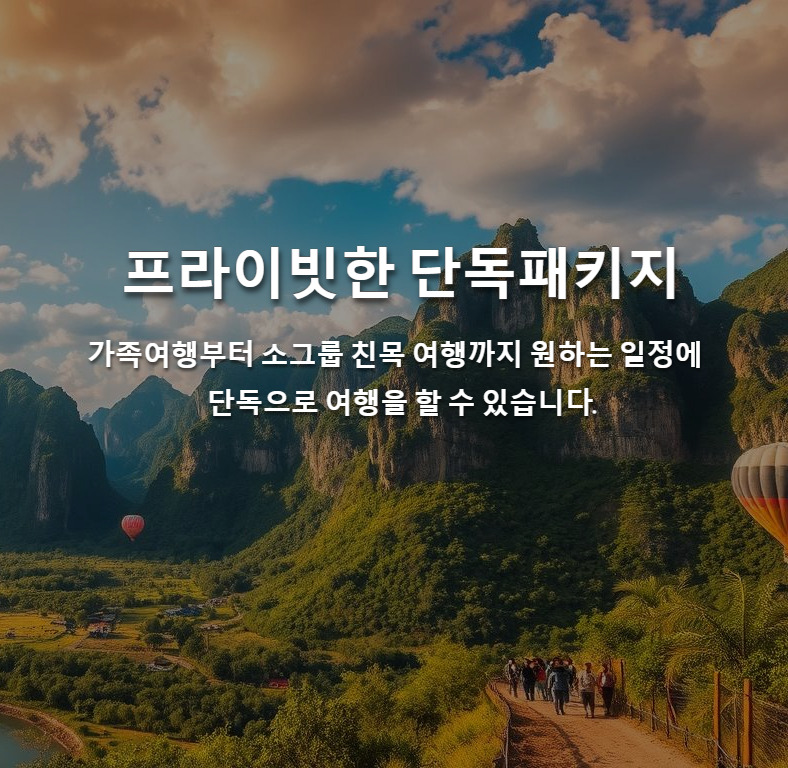 프라이빗한 단독패키지
가족여행부터 소그룹 친목 여행까지 원하는 일정에
단독으로 여행을 할 수 있습니다.